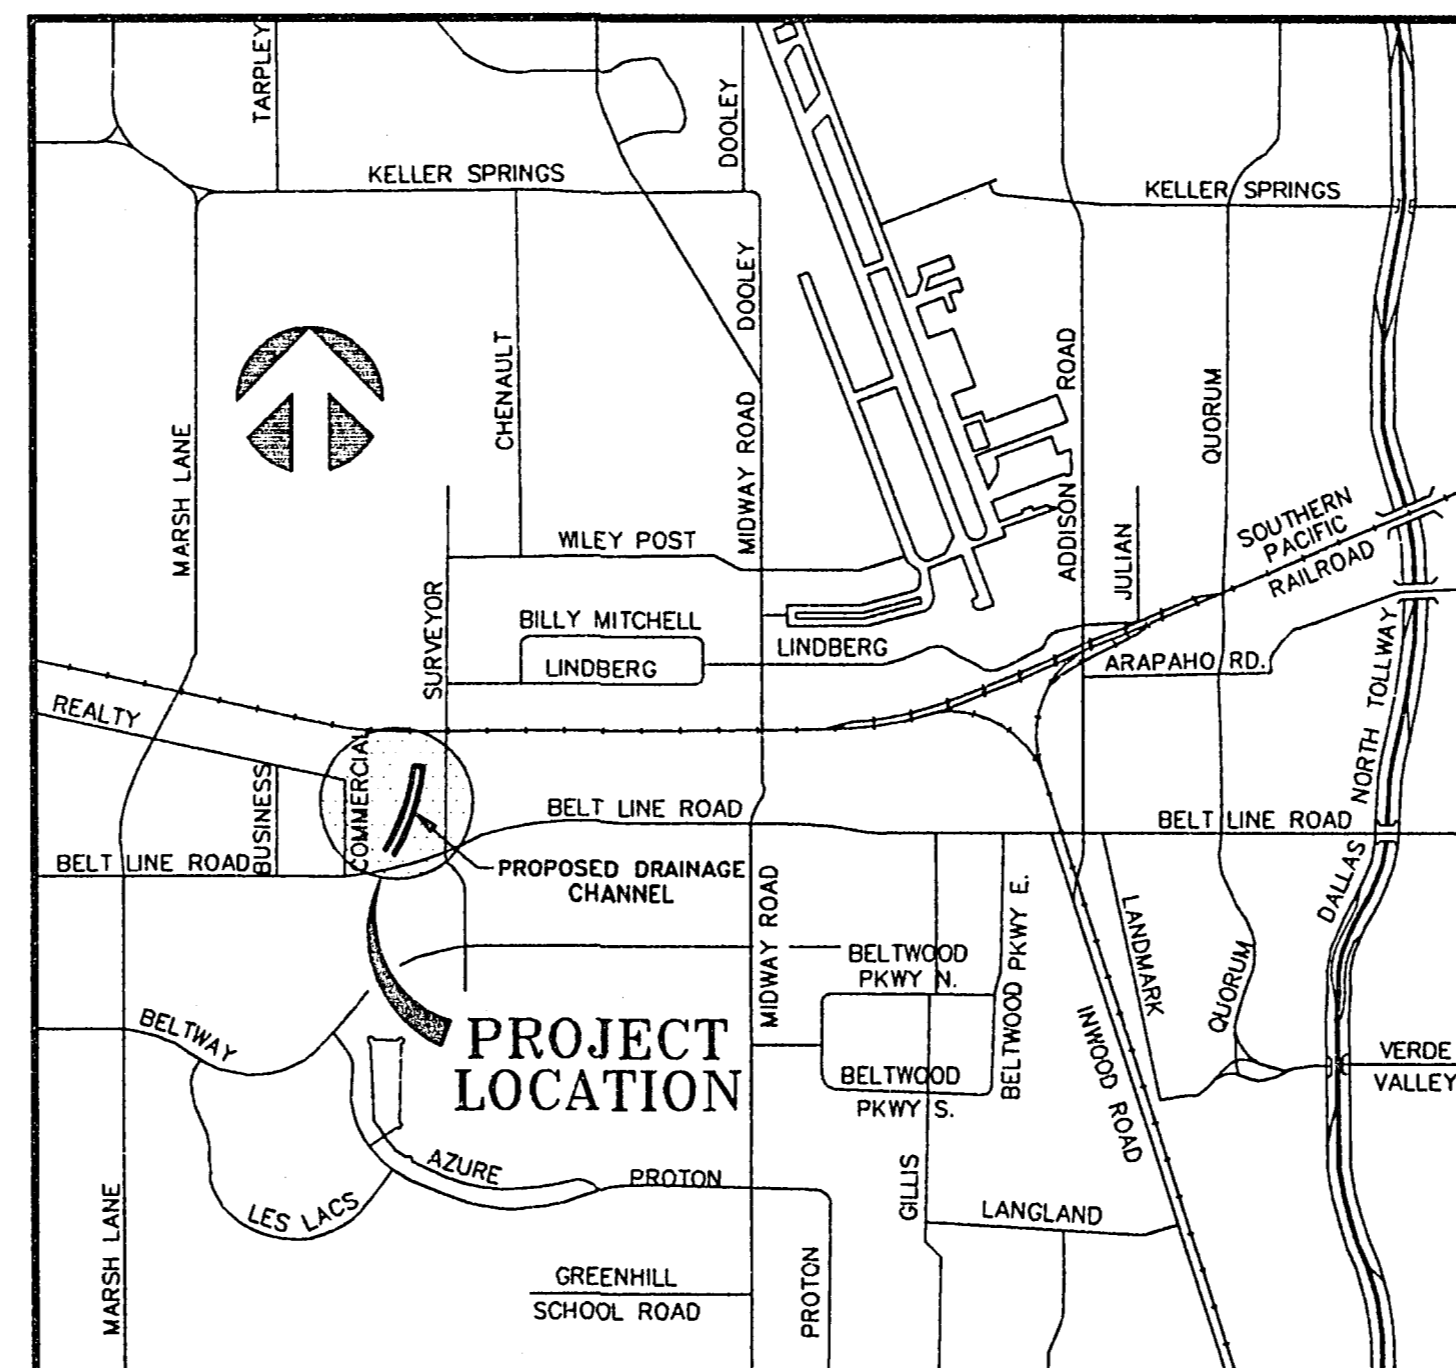 TARPLEY
DOOLEY
KELLER SPRINGS
KELLER SPRINGS
DOOLEY
CHENAULT
MARSH LANE
MIDWAY ROAD
ROAD
ADDISON
QUORUM
JULIAN
SOUTHERN
PACIFIC
RAILROAD
WILEY POST
SURVEYOR
BILLY MITCHELL
LINDBERG
LINDBERG
ARAPAHO RD.
REALTY
BUSINESS
COMMERCIAL
BELT LINE ROAD
BELT LINE ROAD
BELT LINE ROAD
DALLAS NORTH TOLLWAY
PROPOSED DRAINAGE
CHANNEL
MIDWAY ROAD
BELTWOOD
PKWY N.
BELTWOOD PKWY E.
LANDMARK
QUORUM
INWOOD ROAD
BELTWAY
PROJECT
LOCATION
BELTWOOD
PKWY S.
VERDE
VALLEY
AZURE
PROTON
LES LACS
GILLIS
LANGLAND
MARSH LANE
GREENHILL
SCHOOL ROAD
PROTON